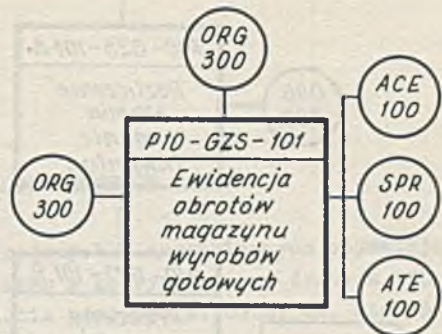 ORG
300
ACE
100
P10-GZS-101
ORG
300
Ewidencja
obrotów
magazynu
wyrobów
gotowych
SPR
100
ATE
100